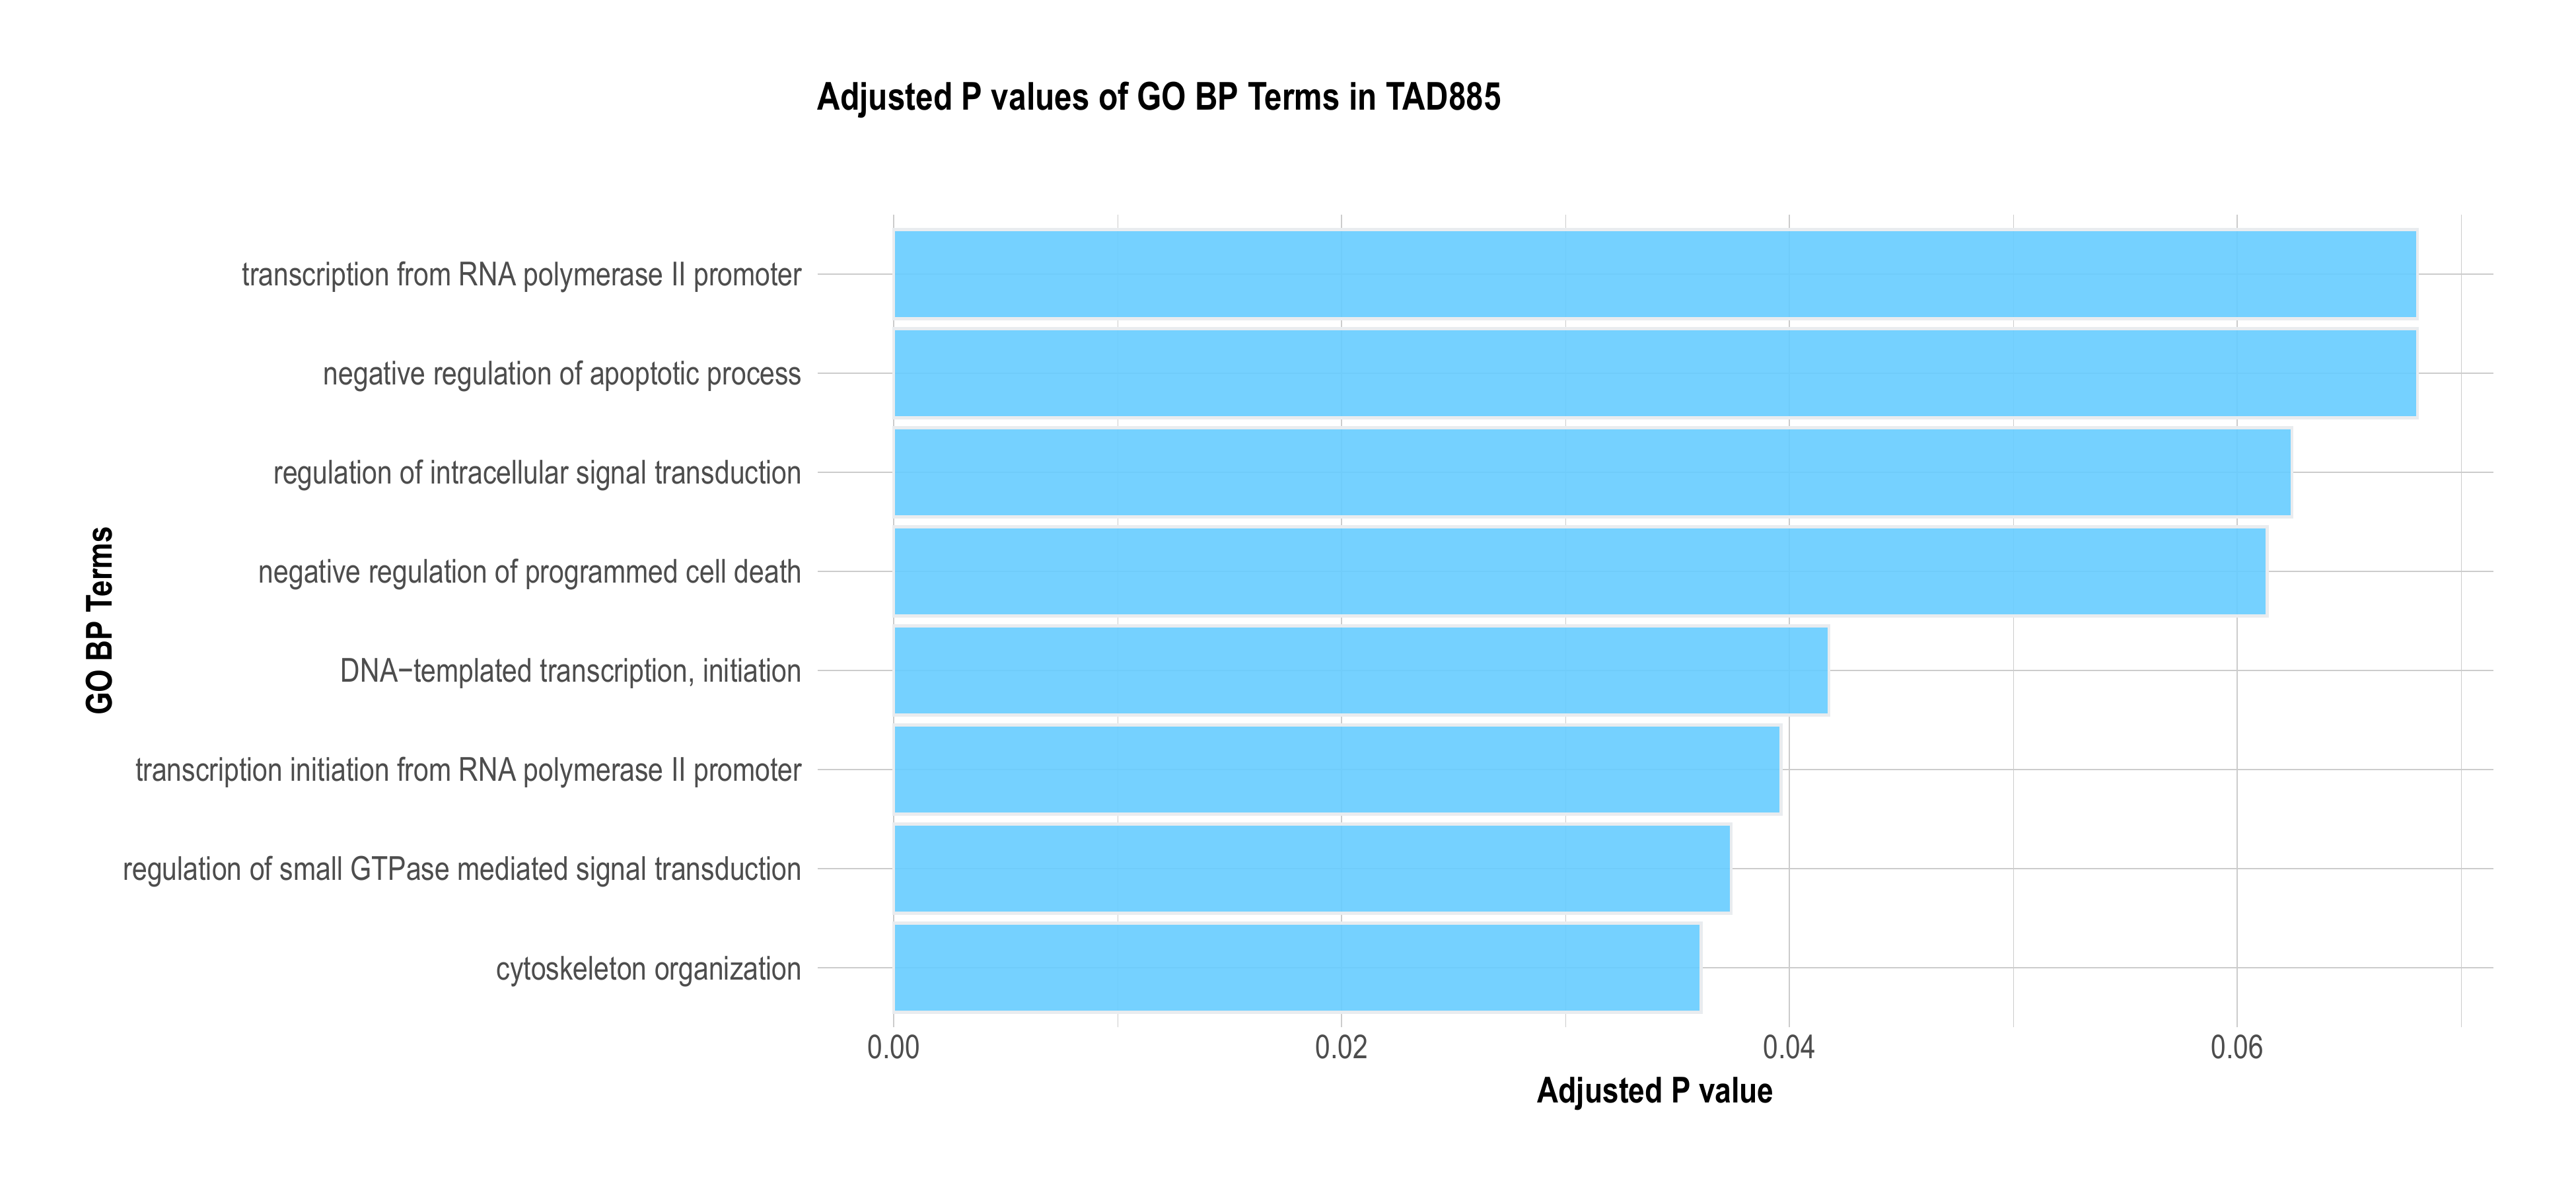 Adjusted P values of GO BP Terms in TAD885
GO BP Terms
transcription from RNA polymerase II promoter
negative regulation of apoptotic process
regulation of intracellular signal transduction
negative regulation of programmed cell death
DNA−templated transcription, initiation
transcription initiation from RNA polymerase II promoter
regulation of small GTPase mediated signal transduction
cytoskeleton organization
0.00 0.02 0.04 0.06
Adjusted P value